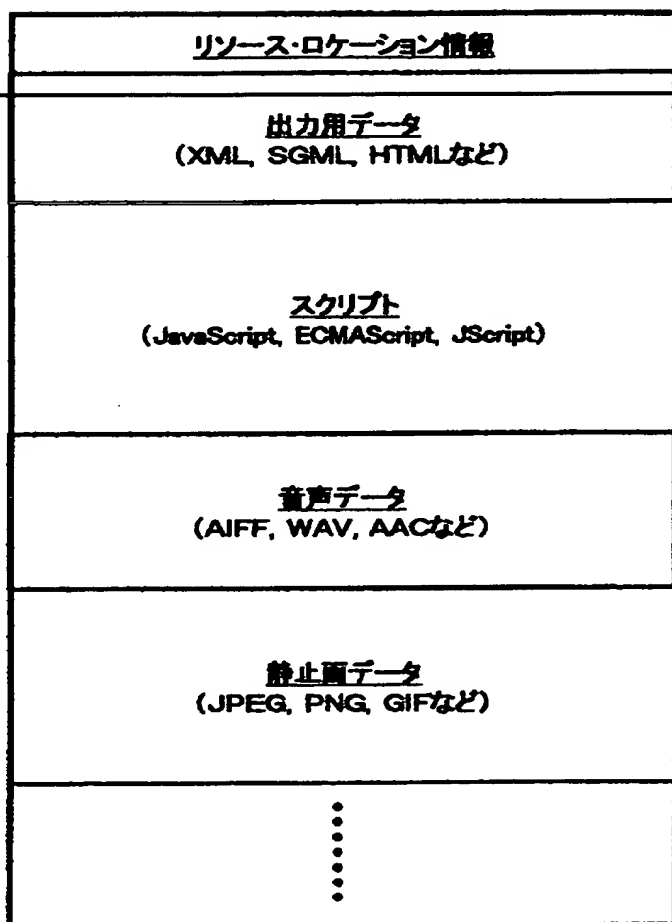 リソース・ロケーション情報
出力用データ
(XML, SGML, HTMLなど)
スクリプト
(JavaScript, ECMAScript, JScript)
音声データ
(AIFF, WAV, AACなど)
静止画データ
(JPEG, PNG, GIFなど)